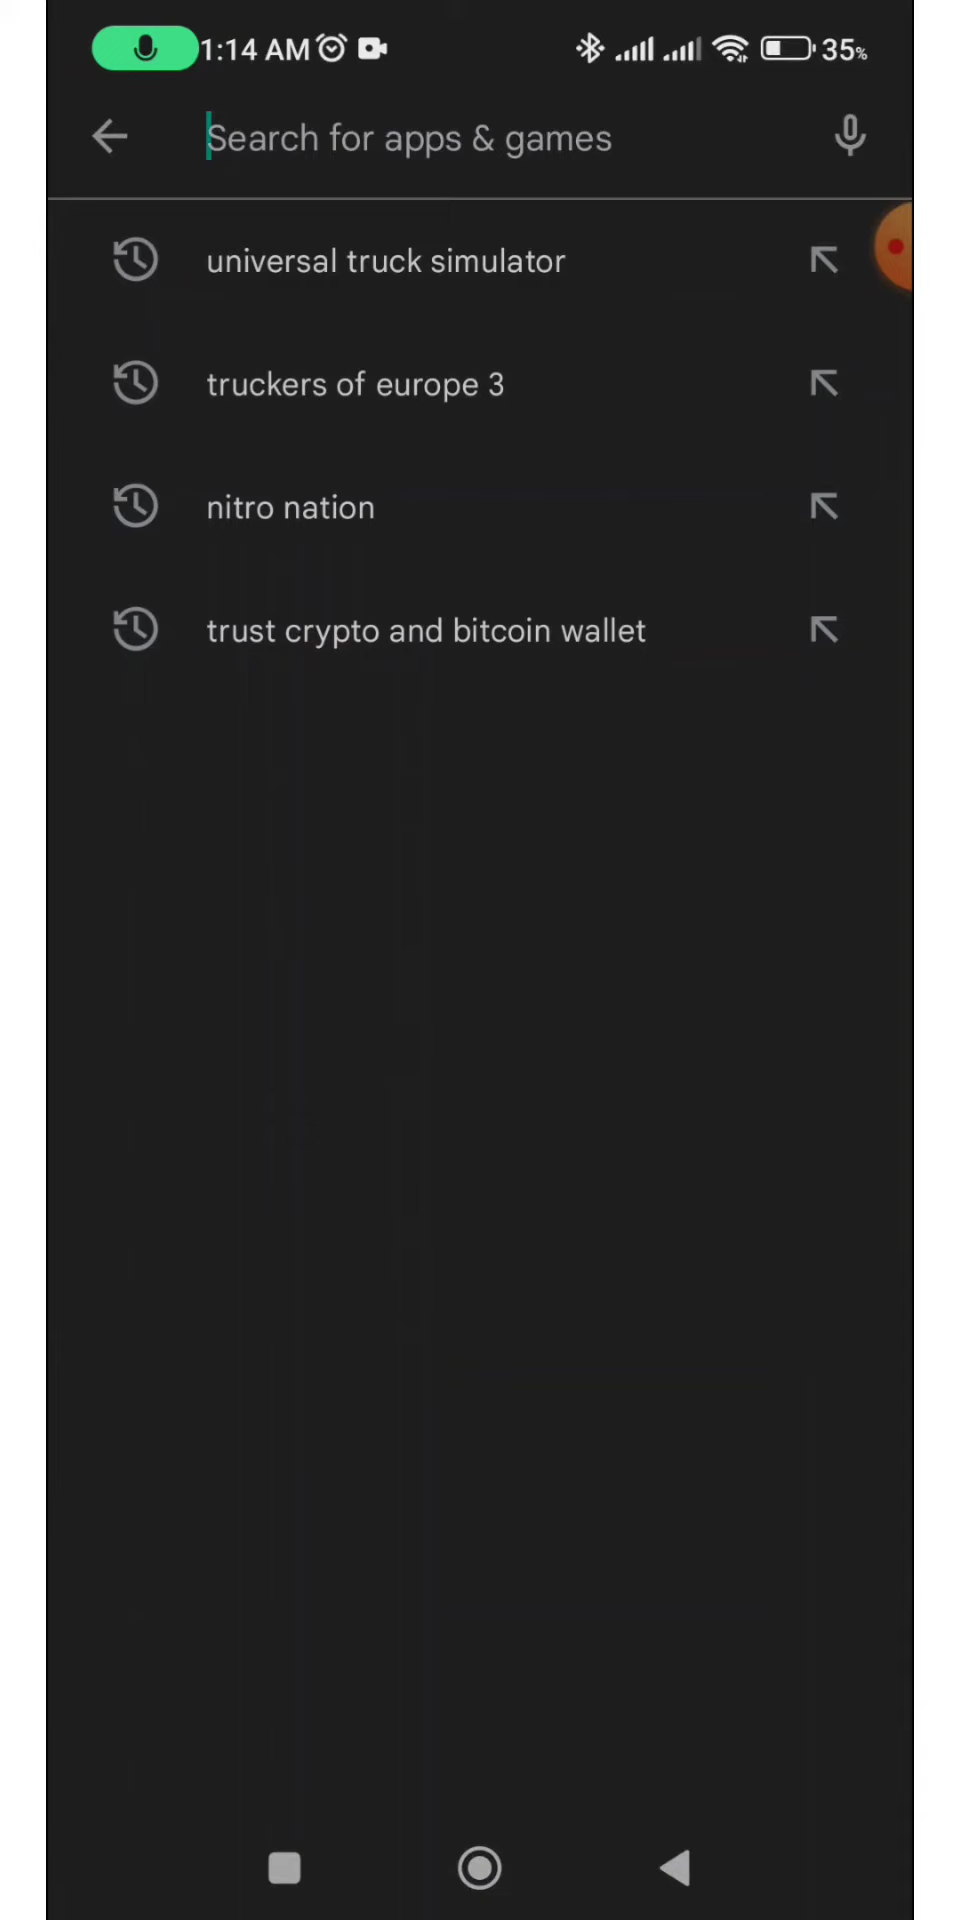 1:14 AM 35%
Search for apps & games
universal truck simulator
truckers of europe 3
nitro nation
trust crypto and bitcoin wallet